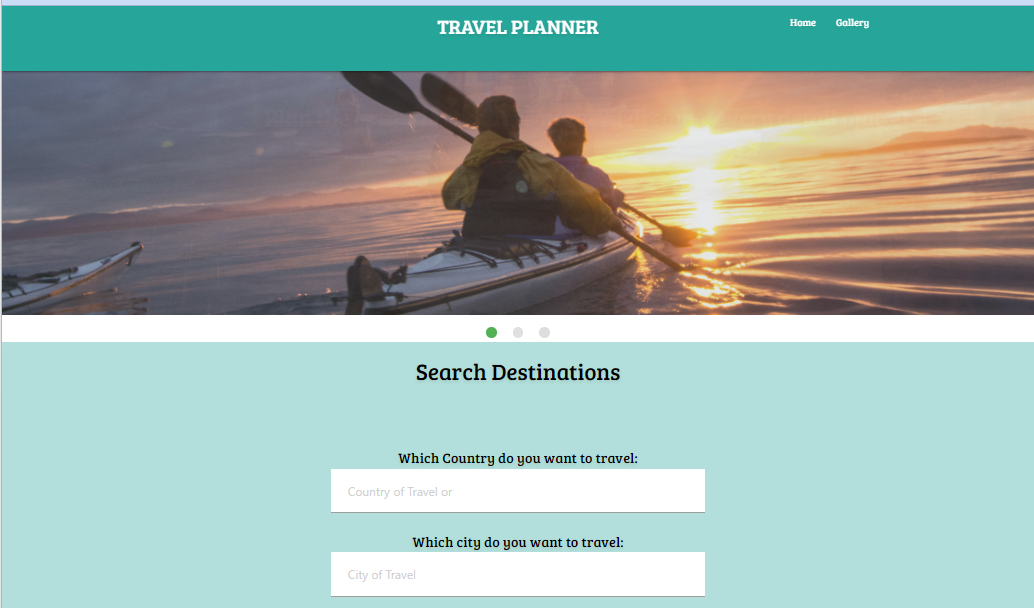 TRAVEL PLANNER
Home Gallery
Search Destinations
Which Country do you want to travel:
Country of Travel or
Which city do you want to travel:
City of Travel